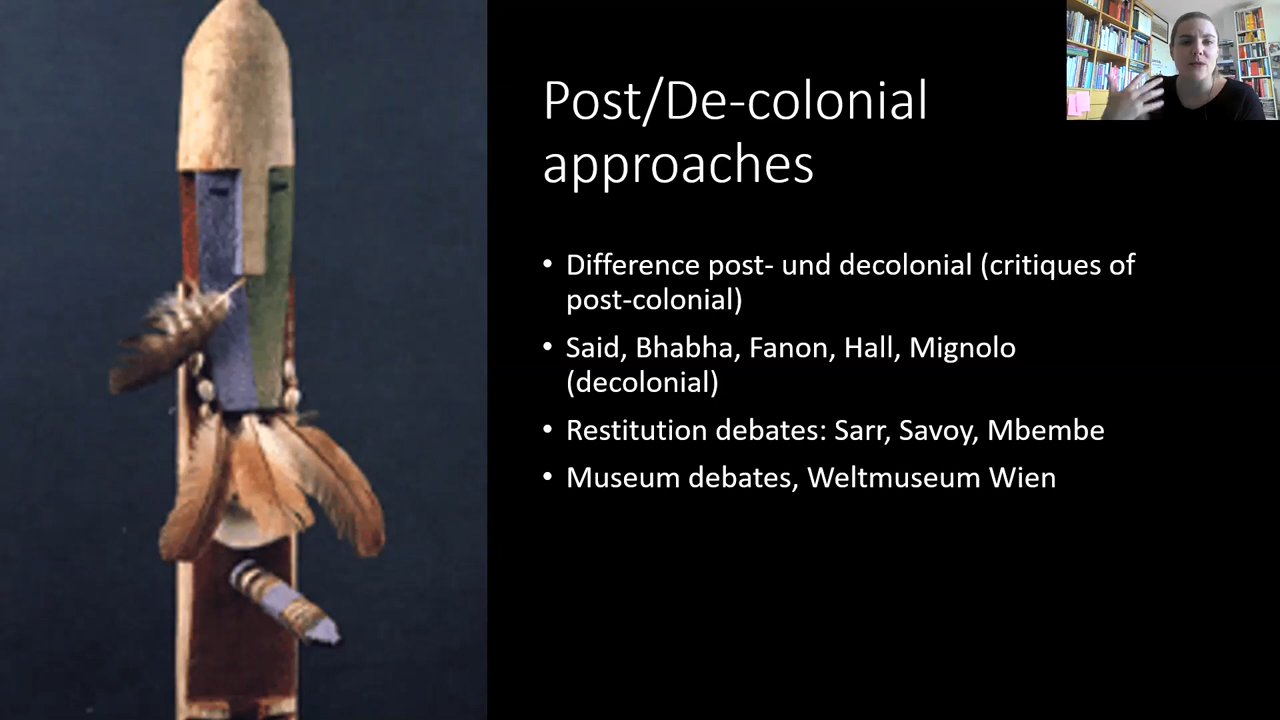 Post/De-colonial
approaches
• Difference post- und decolonial (critiques of
post-colonial)
• Said, Bhabha, Fanon, Hall, Mignolo
(decolonial)
• Restitution debates: Sarr, Savoy, Mbembe
• Museum debates, Weltmuseum Wien